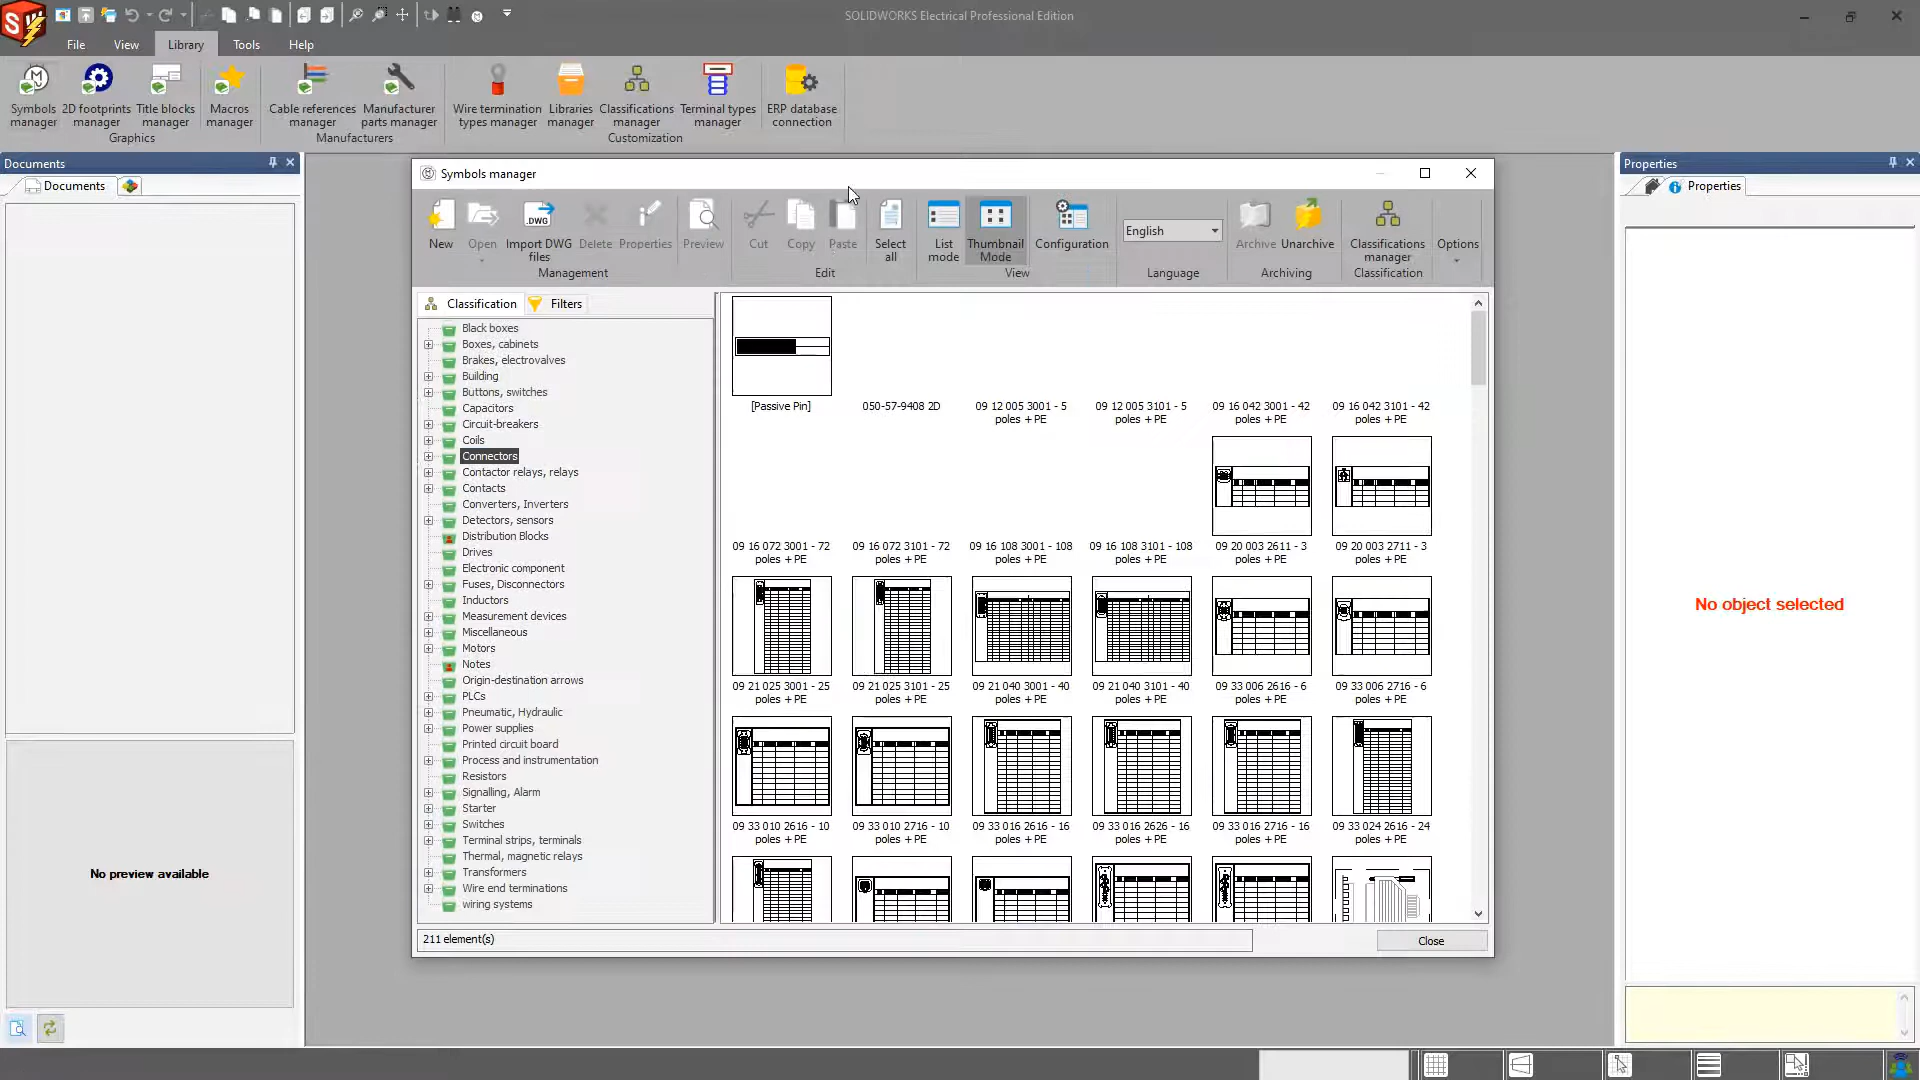 SOLIDWORKS Electrical Professional Edition
File
View
Library
Tools
Help
Symbols manager
2D footprints manager
Title blocks manager
Macros manager
Cable references manager
Manufacturer parts manager
Wire termination types manager
Libraries manager
Classifications manager
Terminal types manager
ERP database connection
Graphics
Manufacturers
Customization
Documents
Documents
No preview available
Symbols manager
New
Open
Import DWG files
Delete
Properties
Preview
Cut
Copy
Paste
Select all
List mode
Thumbnail Mode
Configuration
English
Archive
Unarchive
Classifications manager
Options
Management
Edit
View
Language
Archiving
Classification
Classification
Filters
Black boxes
Boxes, cabinets
Brakes, electrovalves
Building
Buttons, switches
Capacitors
Circuit-breakers
Coils
Connectors
Contactor relays, relays
Contacts
Converters, Inverters
Detectors, sensors
Distribution Blocks
Drives
Electronic component
Fuses, Disconnectors
Inductors
Measurement devices
Miscellaneous
Motors
Notes
Origin-destination arrows
PLCs
Pneumatic, Hydraulic
Power supplies
Printed circuit board
Process and instrumentation
Resistors
Signalling, Alarm
Starter
Switches
Terminal strips, terminals
Thermal, magnetic relays
Transformers
Wire end terminations
wiring systems
[Passive Pin]
050-57-9408 2D
09 12 005 3001 - 5 poles +PE
09 12 005 3101 - 5 poles +PE
09 16 042 3001 - 42 poles +PE
09 16 042 3101 - 42 poles +PE
09 16 072 3001 - 72 poles +PE
09 16 072 3101 - 72 poles +PE
09 16 108 3001 - 108 poles +PE
09 16 108 3101 - 108 poles +PE
09 20 003 2611 - 3 poles +PE
09 20 003 2711 - 3 poles +PE
09 21 025 3001 - 25 poles +PE
09 21 025 3101 - 25 poles +PE
09 21 040 3001 - 40 poles +PE
09 21 040 3101 - 40 poles +PE
09 33 006 2616 - 6 poles +PE
09 33 006 2716 - 6 poles +PE
09 33 010 2616 - 10 poles +PE
09 33 010 2716 - 10 poles +PE
09 33 016 2616 - 16 poles +PE
09 33 016 2626 - 16 poles +PE
09 33 016 2716 - 16 poles +PE
09 33 024 2616 - 24 poles +PE
211 element(s)
Close
Properties
Properties
No object selected